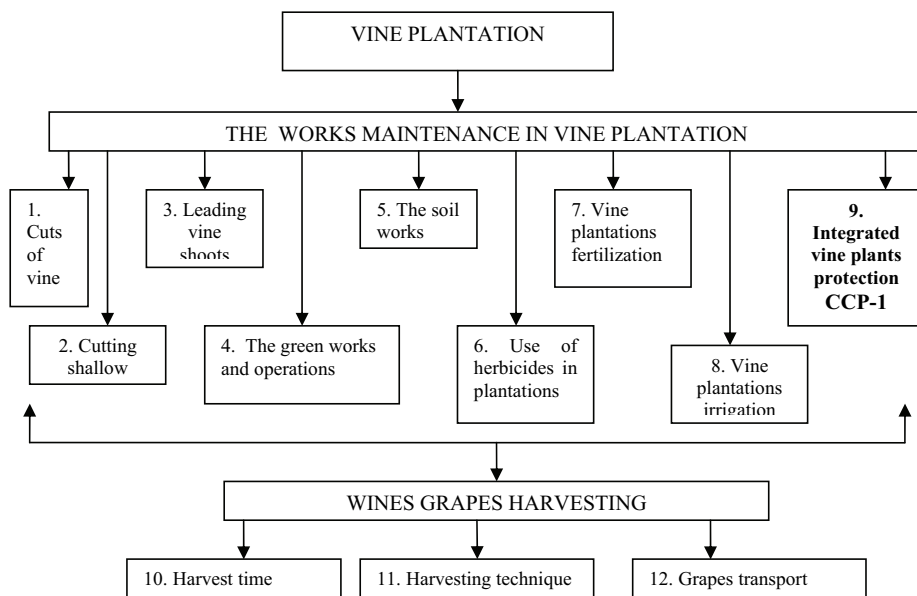 VINE PLANTATION
THE WORKS MAINTENANCE IN VINE PLANTATION
1.
Cuts
of
vine
2. Cutting
shallow
3. Leading
vine
shoots
4. The green works
and operations
5. The soil
works
6. Use of
herbicides in
plantations
7. Vine
plantations
fertilization
8. Vine
plantations
irrigation
9.
Integrated
vine plants
protection
CCP-1
WINES GRAPES HARVESTING
10. Harvest time
11. Harvesting technique
12. Grapes transport